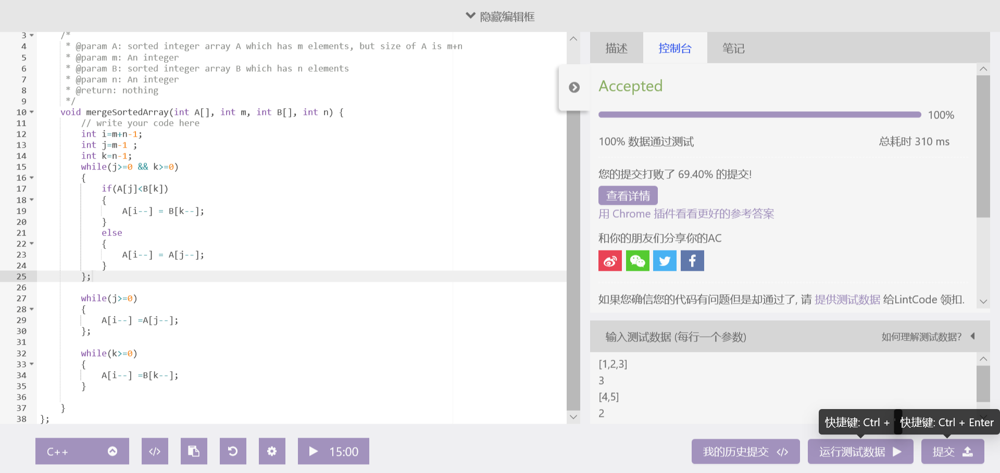 隐藏编辑框
3 /*
4 * @param A: sorted integer array A which has m elements, but size of A is m+n
5 * @param m: An integer
6 * @param B: sorted integer array B which has n elements
7 * @param n: An integer
8 * @return: nothing
9 */
10 void mergeSortedArray(int A[], int m, int B[], int n) {
11 // write your code here
12 int i=m+n-1;
13 int j=m-1 ;
14 int k=n-1;
15 while(j>=0 && k>=0)
16 {
17 if(A[j]<B[k])
18 {
19 A[i--] = B[k--];
20 }
21 else
22 {
23 A[i--] = A[j--];
24 }
25 };
26
27 while(j>=0)
28 {
29 A[i--] =A[j--];
30 };
31
32 while(k>=0)
33 {
34 A[i--] =B[k--];
35 }
36
37 }
38 };
描述 控制台 笔记
Accepted
100%
100% 数据通过测试 总耗时 310 ms
您的提交打败了 69.40% 的提交!
查看详情
用 Chrome 插件看看更好的参考答案
和你的朋友们分享你的AC
如果您确信您的代码有问题但是却通过了, 请 提供测试数据 给LintCode 领扣.
输入测试数据 (每行一个参数) 如何理解测试数据?
[1,2,3]
3
[4,5]
2
快捷键: Ctrl + 快捷键: Ctrl + Enter
C++ </> 15:00 我的历史提交 </> 运行测试数据 提交